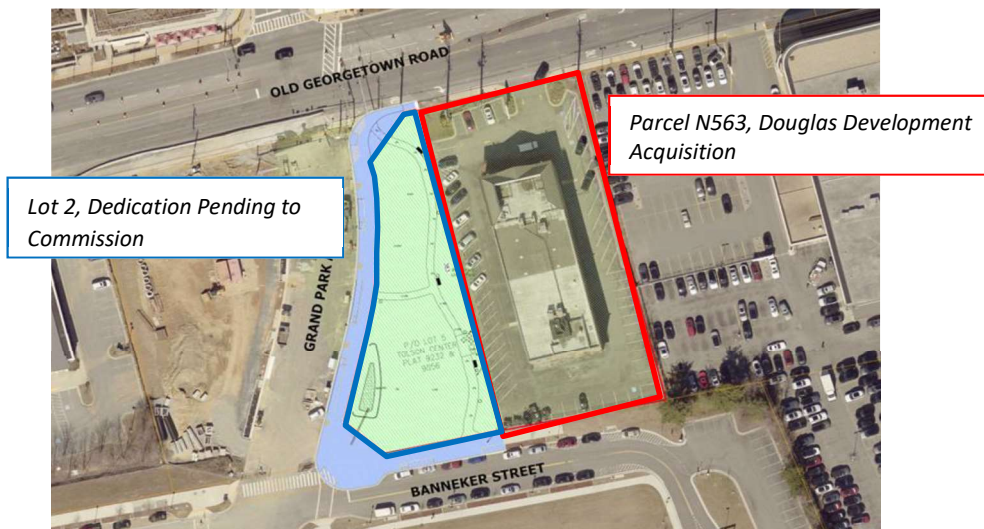 OLD GEORGETOWN ROAD
Parcel N563, Douglas Development
Acquisition
Lot 2, Dedication Pending to
Commission
GRAND PARK
P/O LOT 5
TOLSON CENTER
PLAT 9232 &
9056
BANNEKER STREET